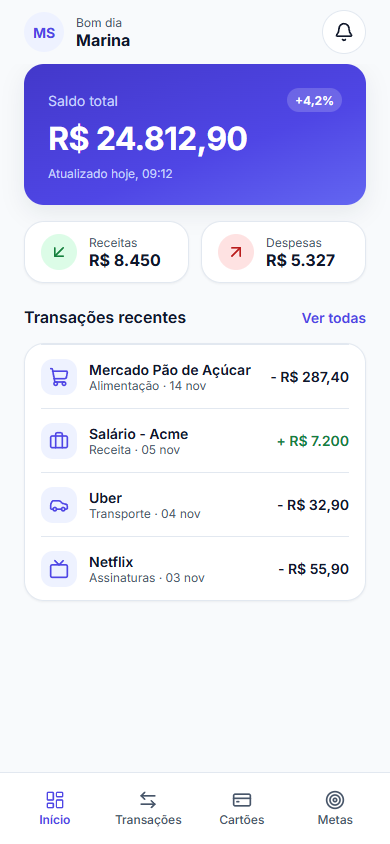 MS
Bom dia
Marina
Saldo total
+4,2%
R$ 24.812,90
Atualizado hoje, 09:12
Receitas
R$ 8.450
Despesas
R$ 5.327
Transações recentes
Ver todas
Mercado Pão de Açúcar
Alimentação · 14 nov
- R$ 287,40
Salário - Acme
Receita · 05 nov
+ R$ 7.200
Uber
Transporte · 04 nov
- R$ 32,90
Netflix
Assinaturas · 03 nov
- R$ 55,90
Início
Transações
Cartões
Metas